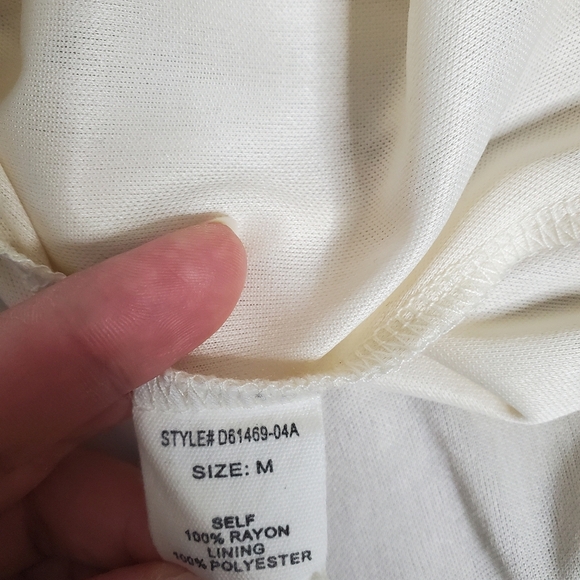 STYLE# D61469-04A
SIZE: M
SELF
100% RAYON
LINING
100% POLYESTER